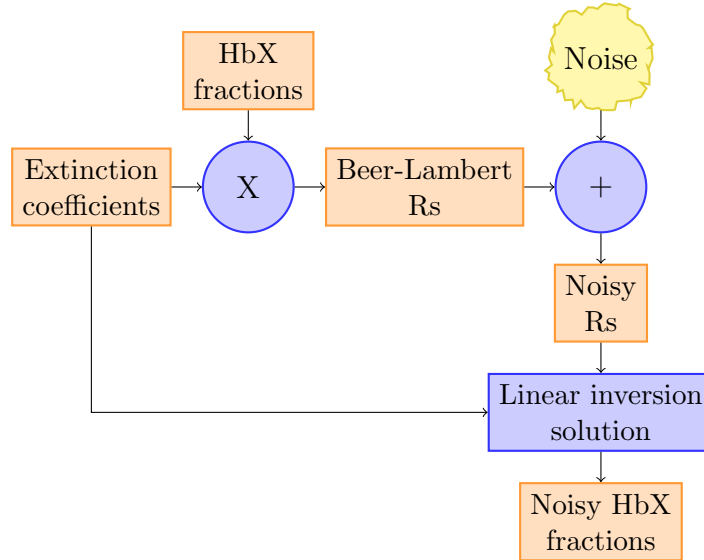 HbX
fractions
Noise
Extinction
coefficients
X
Beer-Lambert
Rs
+
Noisy
Rs
Linear inversion
solution
Noisy HbX
fractions